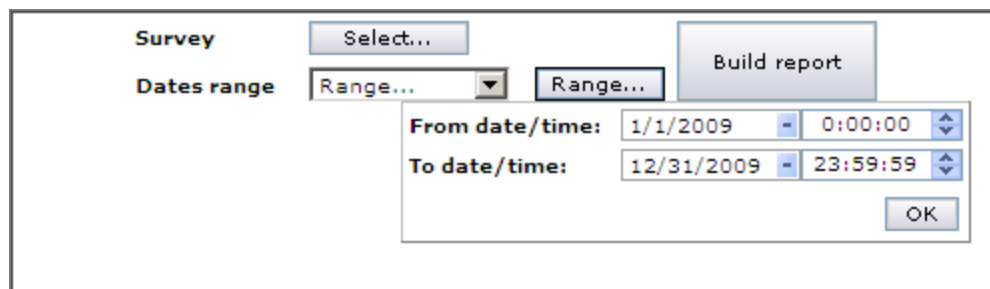 Survey Select...
Build report
Dates range Range... Range...
From date/time: 1/1/2009 0:00:00
To date/time: 12/31/2009 23:59:59
OK